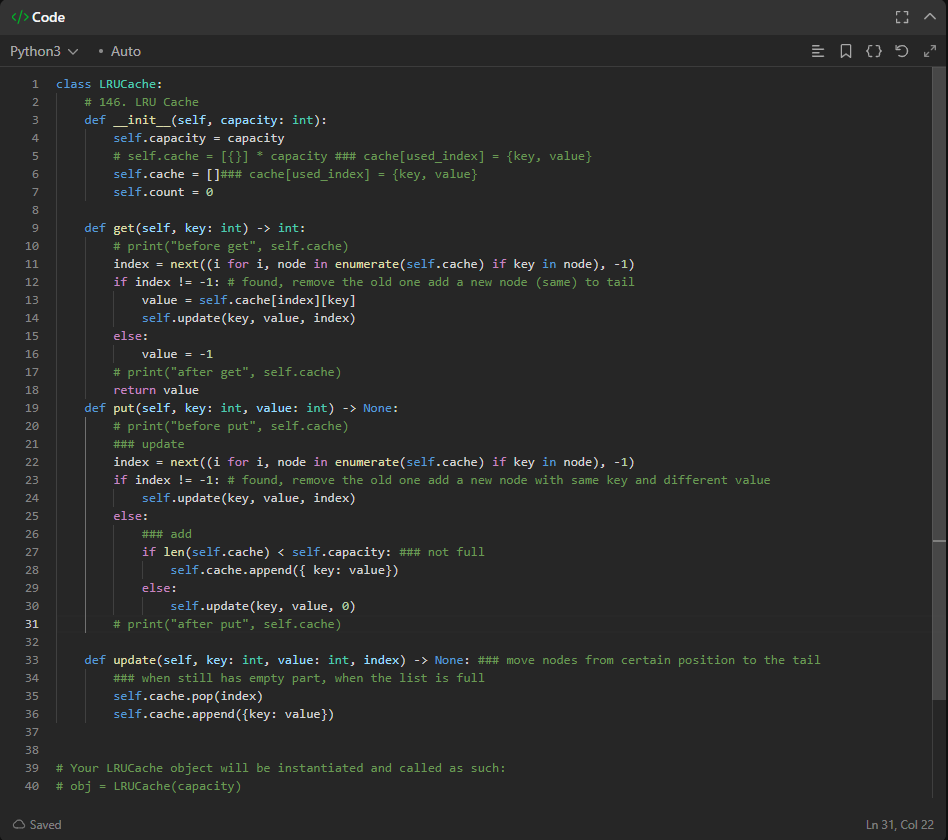 </> Code
Python3 • Auto
1 class LRUCache:
2     # 146. LRU Cache
3     def __init__(self, capacity: int):
4         self.capacity = capacity
5         # self.cache = [{}] * capacity ### cache[used_index] = {key, value}
6         self.cache = []### cache[used_index] = {key, value}
7         self.count = 0
8
9     def get(self, key: int) -> int:
10         # print("before get", self.cache)
11         index = next((i for i, node in enumerate(self.cache) if key in node), -1)
12         if index != -1: # found, remove the old one add a new node (same) to tail
13             value = self.cache[index][key]
14             self.update(key, value, index)
15         else:
16             value = -1
17         # print("after get", self.cache)
18         return value
19     def put(self, key: int, value: int) -> None:
20         # print("before put", self.cache)
21         ### update
22         index = next((i for i, node in enumerate(self.cache) if key in node), -1)
23         if index != -1: # found, remove the old one add a new node with same key and different value
24             self.update(key, value, index)
25         else:
26             ### add
27             if len(self.cache) < self.capacity: ### not full
28                 self.cache.append({ key: value})
29             else:
30                 self.update(key, value, 0)
31         # print("after put", self.cache)
32
33     def update(self, key: int, value: int, index) -> None: ### move nodes from certain position to the tail
34         ### when still has empty part, when the list is full
35         self.cache.pop(index)
36         self.cache.append({key: value})
37
38
39 # Your LRUCache object will be instantiated and called as such:
40 # obj = LRUCache(capacity)
Saved Ln 31, Col 22